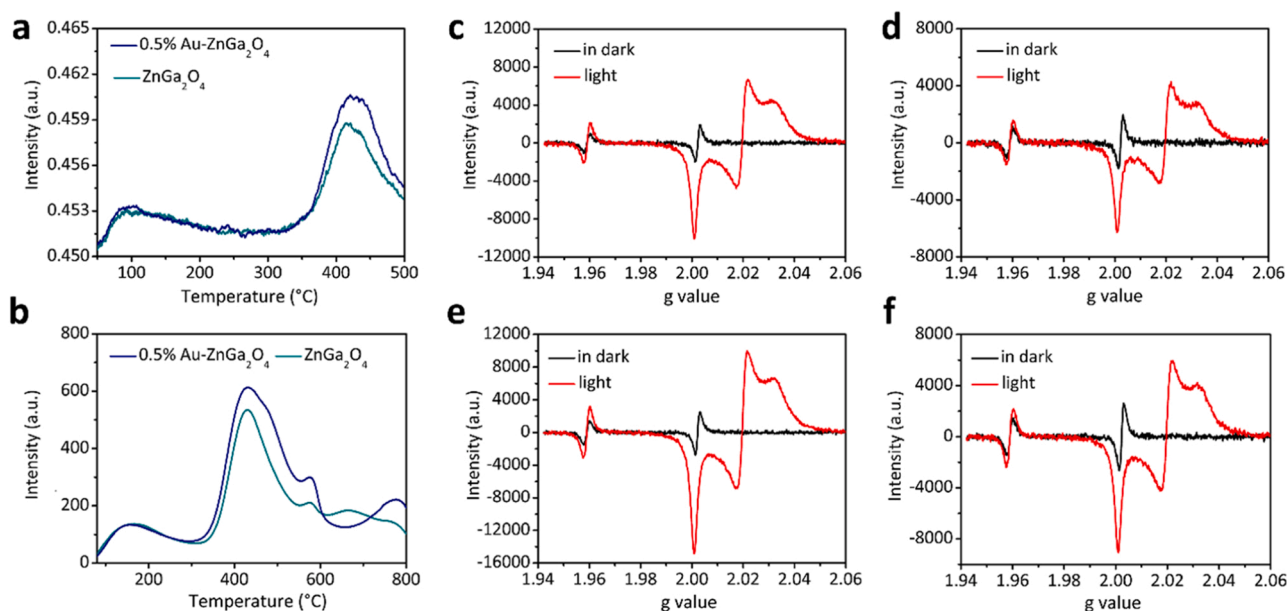 a
0.465
0.462
0.459
0.456
0.453
0.450
Intensity (a.u.)
0.5% Au-ZnGa₂O₄
ZnGa₂O₄
100 200 300 400 500
Temperature (°C)
c
12000
8000
4000
0
-4000
-8000
-12000
Intensity (a.u.)
in dark
light
1.94 1.96 1.98 2.00 2.02 2.04 2.06
g value
d
8000
4000
0
-4000
-8000
Intensity (a.u.)
in dark
light
1.94 1.96 1.98 2.00 2.02 2.04 2.06
g value
b
800
600
400
200
0
Intensity (a.u.)
0.5% Au-ZnGa₂O₄ ZnGa₂O₄
200 400 600 800
Temperature (°C)
e
12000
8000
4000
0
-4000
-8000
-12000
-16000
Intensity (a.u.)
in dark
light
1.94 1.96 1.98 2.00 2.02 2.04 2.06
g value
f
8000
4000
0
-4000
-8000
Intensity (a.u.)
in dark
light
1.94 1.96 1.98 2.00 2.02 2.04 2.06
g value